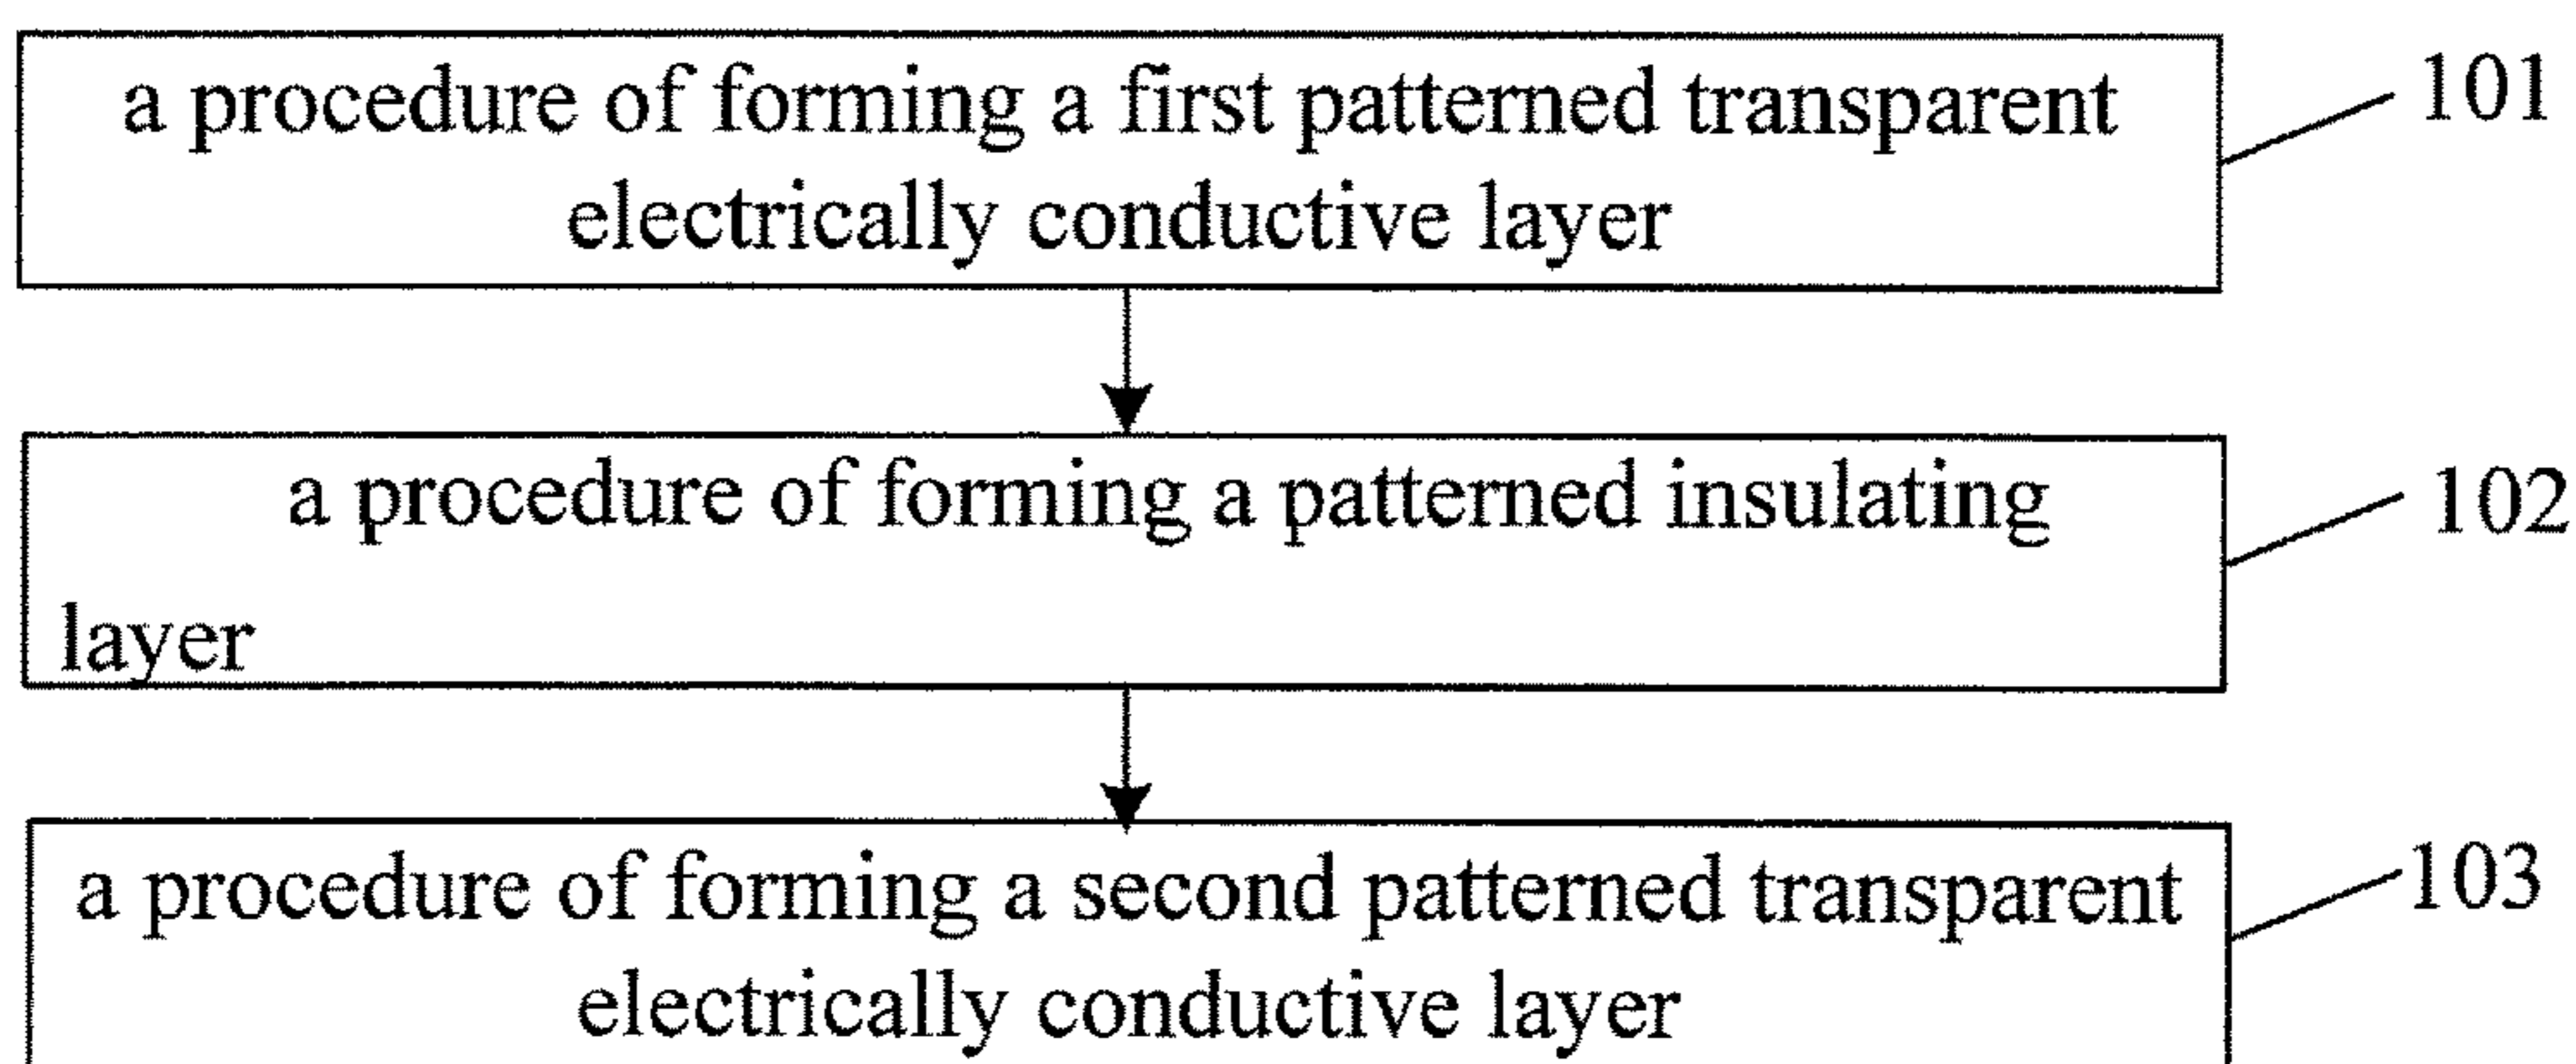 a procedure of forming a first patterned transparent
electrically conductive layer
101
a procedure of forming a patterned insulating
layer
102
a procedure of forming a second patterned transparent
electrically conductive layer
103